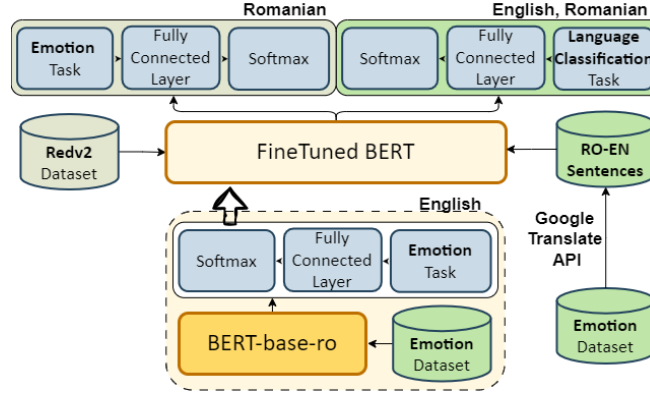 Romanian
English, Romanian
Emotion
Task
Fully
Connected
Layer
Softmax
Softmax
Fully
Connected
Layer
Language
Classification
Task
Redv2
Dataset
FineTuned BERT
RO-EN
Sentences
English
Softmax
Fully
Connected
Layer
Emotion
Task
Google
Translate
API
BERT-base-ro
Emotion
Dataset
Emotion
Dataset